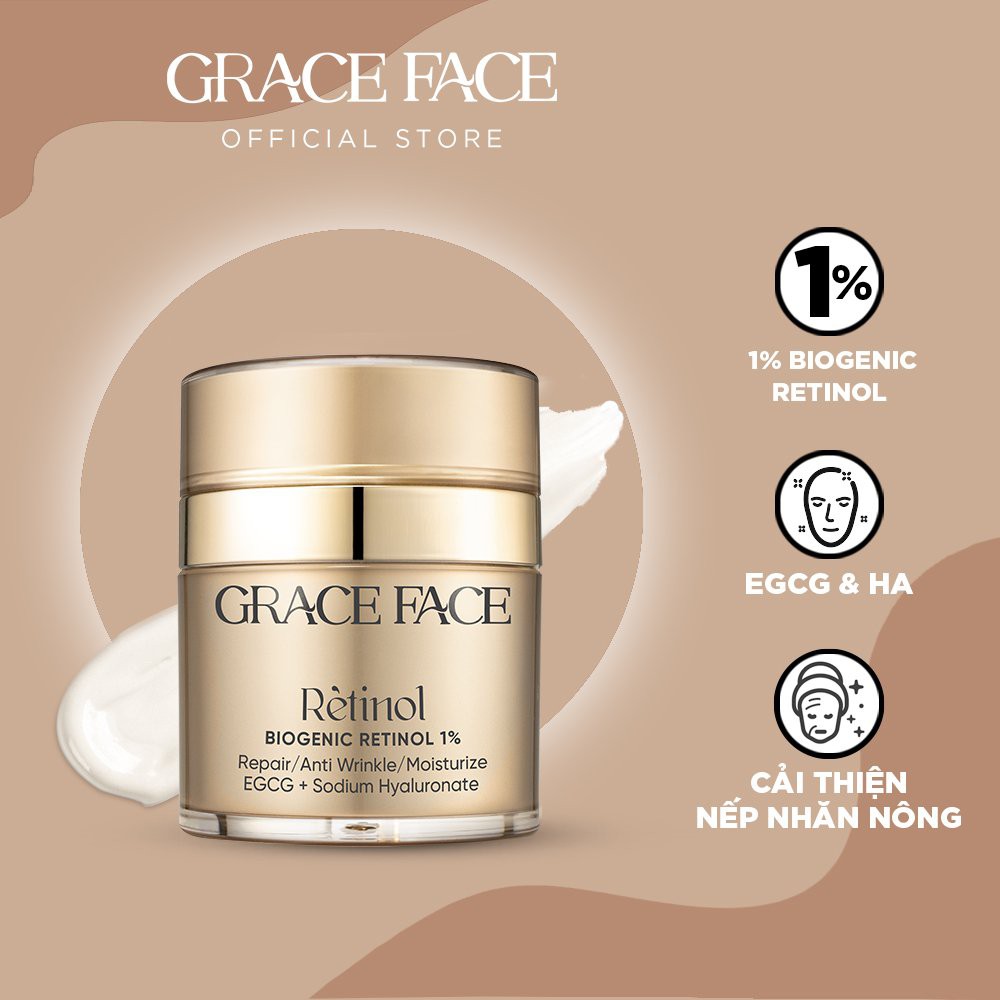 GRACE FACE
OFFICIAL STORE
1%
1% BIOGENIC
RETINOL
EGCG & HA
CẢI THIỆN
NẾP NHĂN NÔNG
GRACE FACE
Rètinol
BIOGENIC RETINOL 1%
Repair/Anti Wrinkle/Moisturize
EGCG + Sodium Hyaluronate